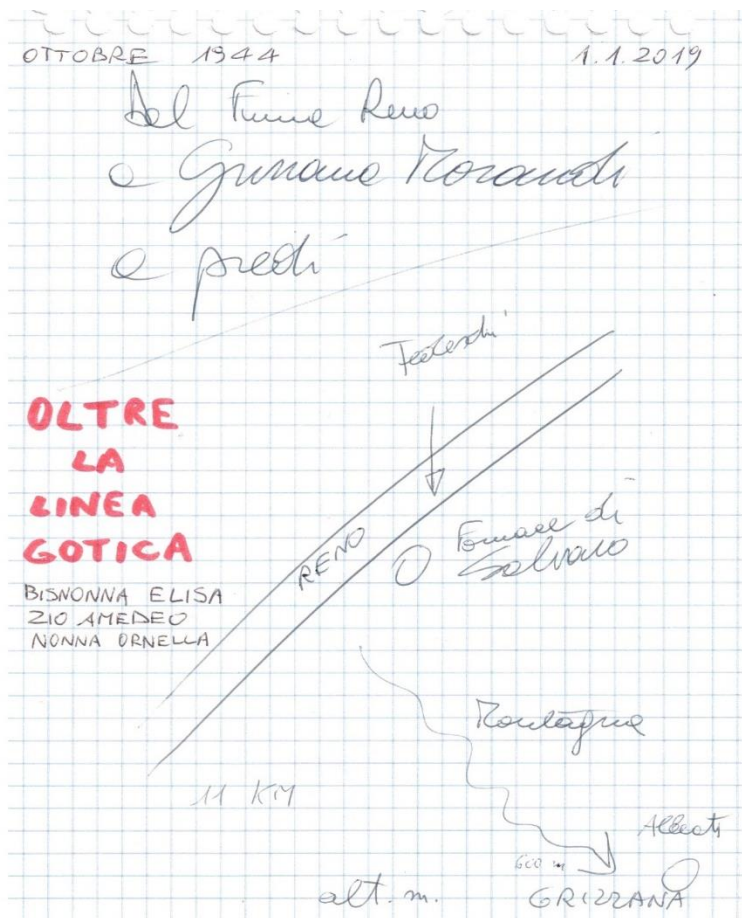 OTTOBRE 1944
1.1.2019
Dal Fiume Reno
a Grizzana Morandi
a piedi
Tedeschi
OLTRE
LA
LINEA
GOTICA
RENO
Fornace di
Salvaro
BISNONNA ELISA
ZIO AMEDEO
NONNA ORNELLA
Montagna
11 KM
Alleati
600 m
alt. m.
GRIZZANA